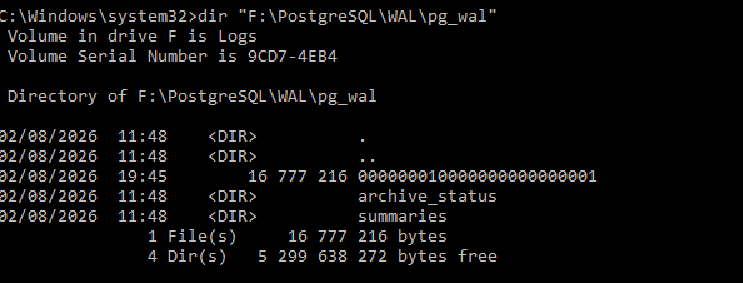 C:\Windows\system32>dir "F:\PostgreSQL\WAL\pg_wal"
Volume in drive F is Logs
Volume Serial Number is 9CD7-4EB4
Directory of F:\PostgreSQL\WAL\pg_wal
02/08/2026 11:48 <DIR> .
02/08/2026 11:48 <DIR> ..
02/08/2026 19:45 16 777 216 000000010000000000000001
02/08/2026 11:48 <DIR> archive_status
02/08/2026 11:48 <DIR> summaries
1 File(s) 16 777 216 bytes
4 Dir(s) 5 299 638 272 bytes free